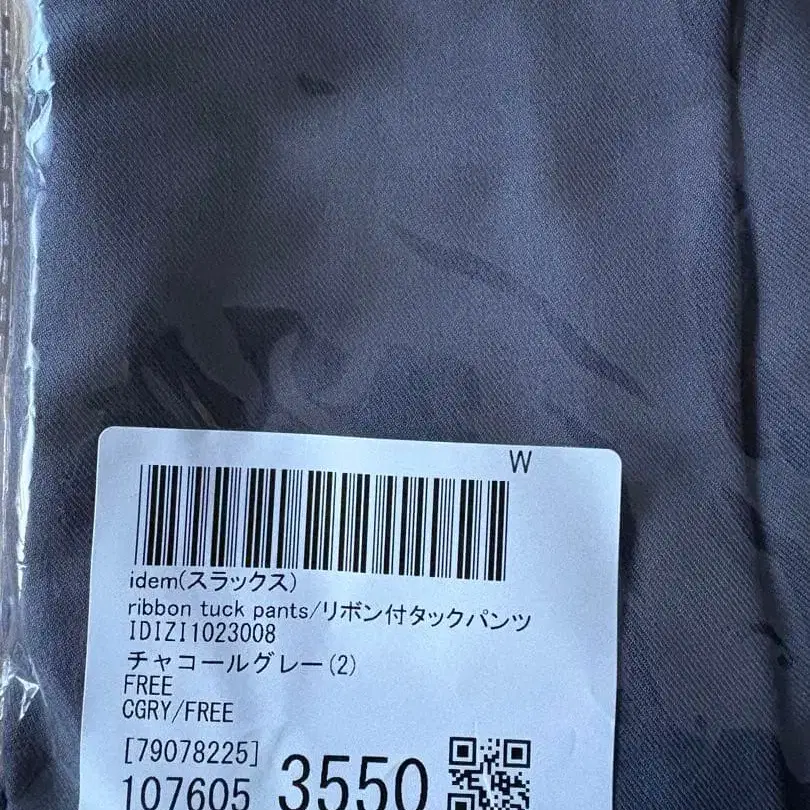 W
idem(スラックス)
ribbon tuck pants/リボン付タックパンツ
IDIZI1023008
チャコールグレー(2)
FREE
CGRY/FREE
[79078225]
107605 3550